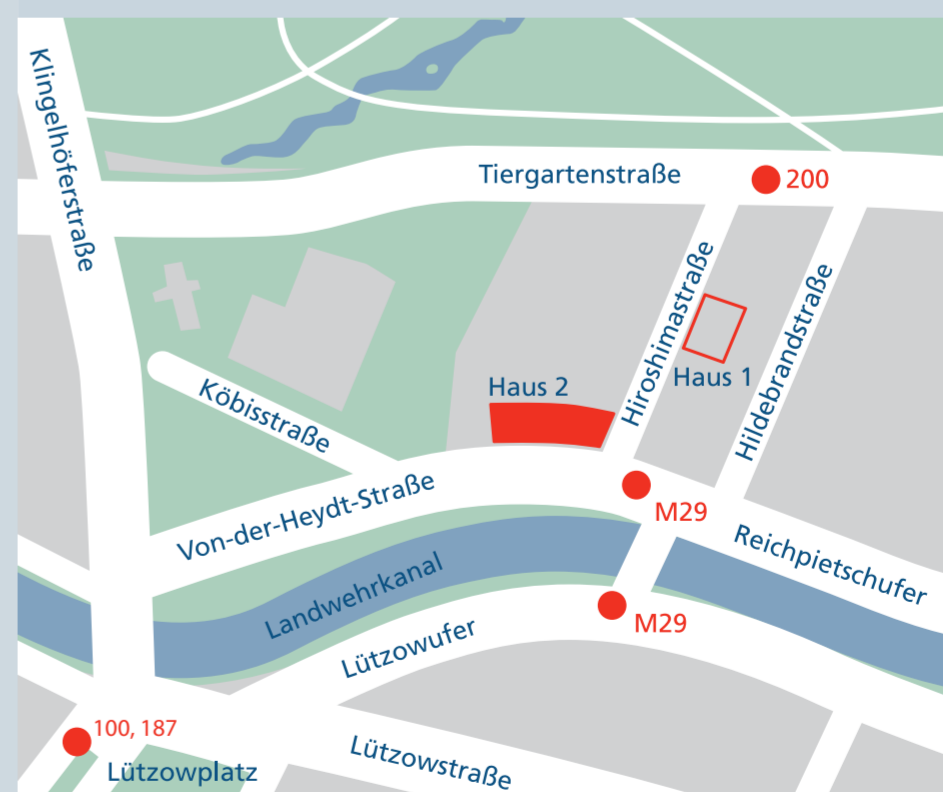 Klingelhöferstraße
Tiergartenstraße
200
Hiroshimastraße
Hildebrandstraße
Haus 1
Haus 2
Köbisstraße
Von-der-Heydt-Straße
M29
Reichpietschufer
Landwehrkanal
M29
Lützowufer
100, 187
Lützowplatz
Lützowstraße